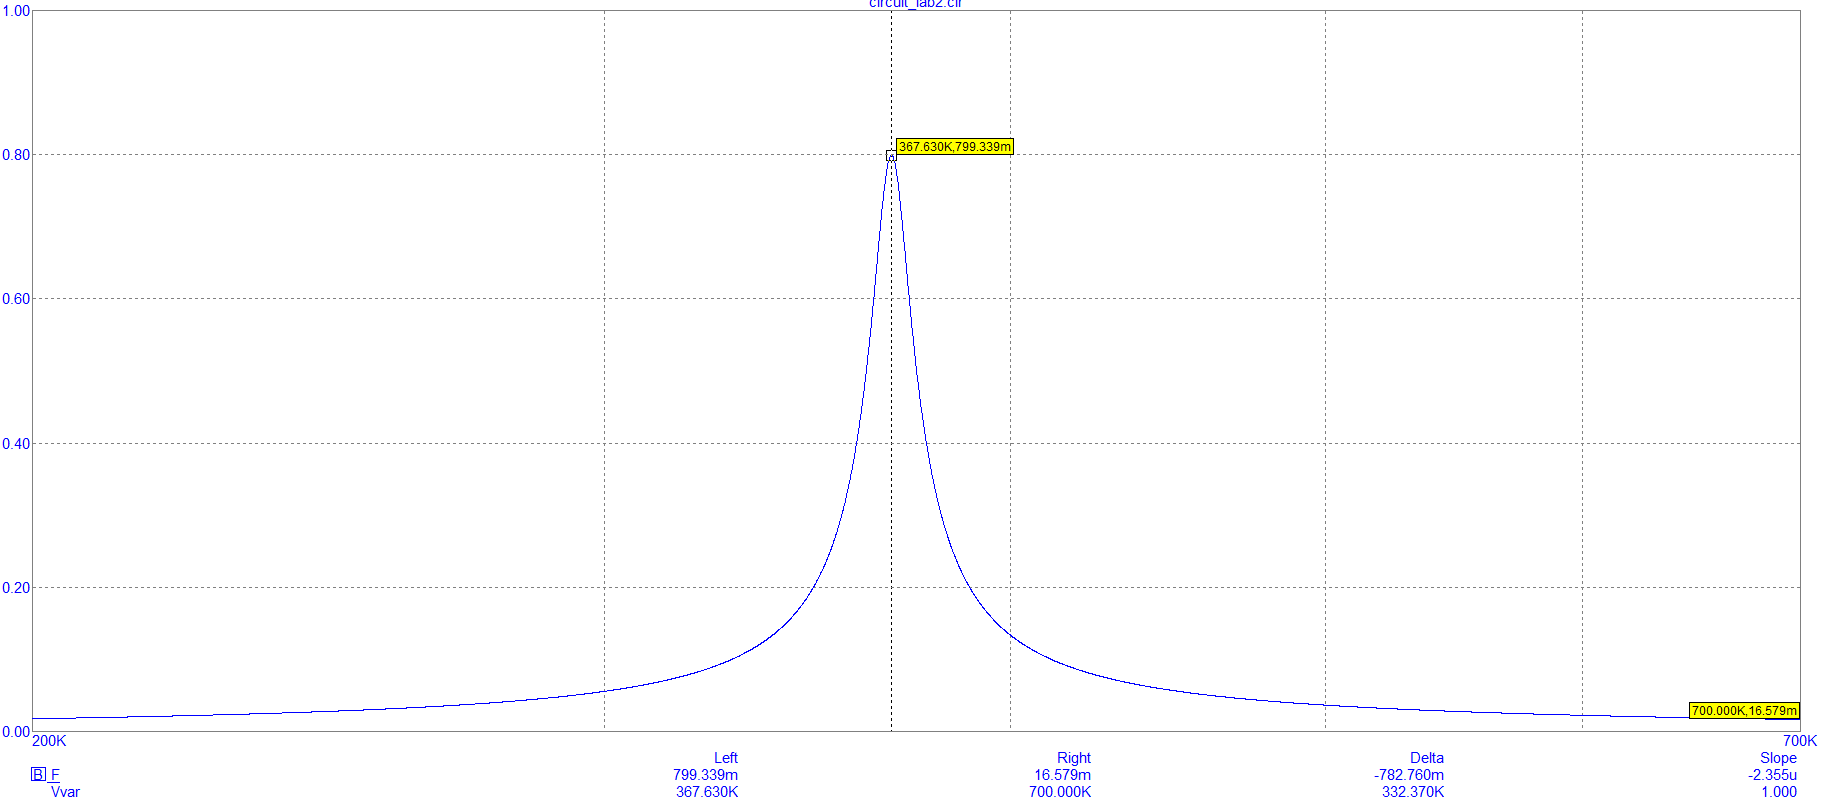 circuit_lab2.cir
1.00
367.630K,799.339m
0.80
0.60
0.40
0.20
700.000K,16.579m
0.00
200K 700K
Left Right Delta Slope
B F 799.339m 16.579m -782.760m -2.355u
Vvar 367.630K 700.000K 332.370K 1.000